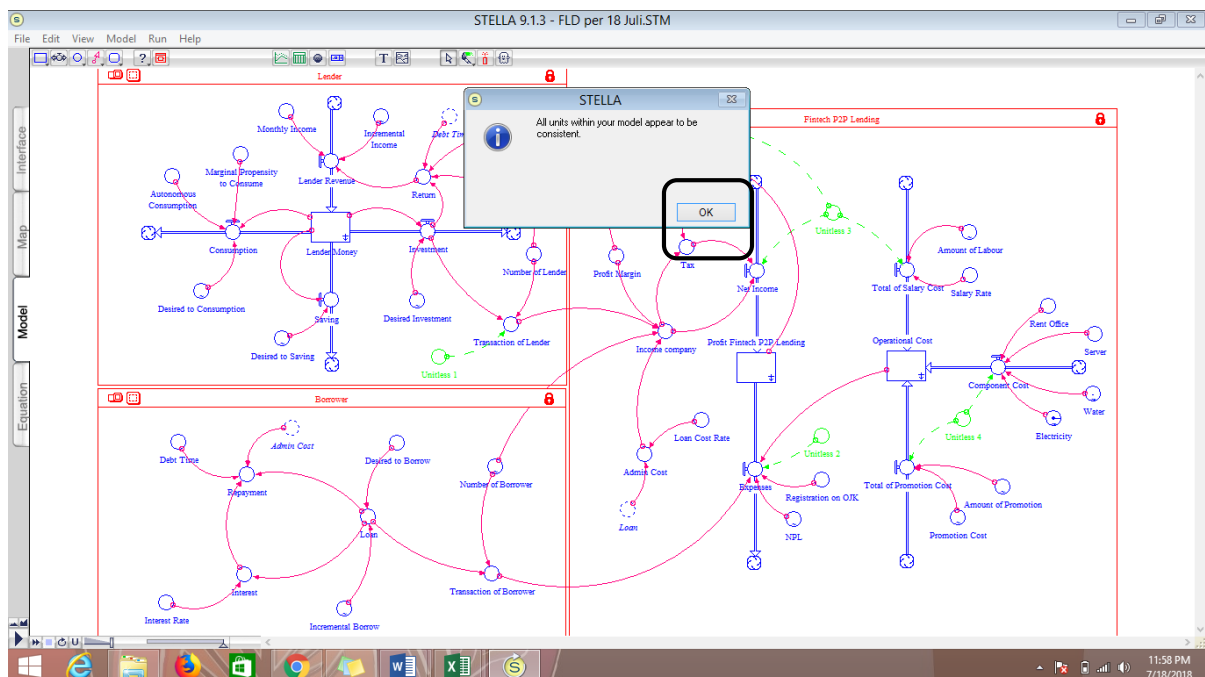 STELLA 9.1.3 - FLD per 18 Juli.STM
File Edit View Model Run Help
T
?
Interface
Map
Model
Equation
Lender
Monthly Income
Incremental
Income
Debt Tim
Marginal Propensity
to Consume
Lender Revenue
Return
Autonomous
Consumption
Consumption
Lender Money
Investment
Number of Lender
Desired to Consumption
Saving
Desired Investment
Desired to Saving
Transaction of Lender
Unitless 1
STELLA
All units within your model appear to be
consistent.
OK
Borrower
Debt Time
Admin Cost
Desired to Borrow
Number of Borrower
Repayment
Loan
Interest
Transaction of Borrower
Interest Rate
Incremental Borrow
Fintech P2P Lending
Unitless 3
Amount of Labour
Profit Margin
Tax
Net Income
Total of Salary Cost
Salary Rate
Rent Office
Income company
Profit Fintech P2P Lending
Operational Cost
Server
Component Cost
Water
Loan Cost Rate
Unitless 2
Unitless 4
Electricity
Admin Cost
Expenses
Registration on OJK
Total of Promotion Cost
Amount of Promotion
Loan
NPL
Promotion Cost
11:58 PM
7/18/2018